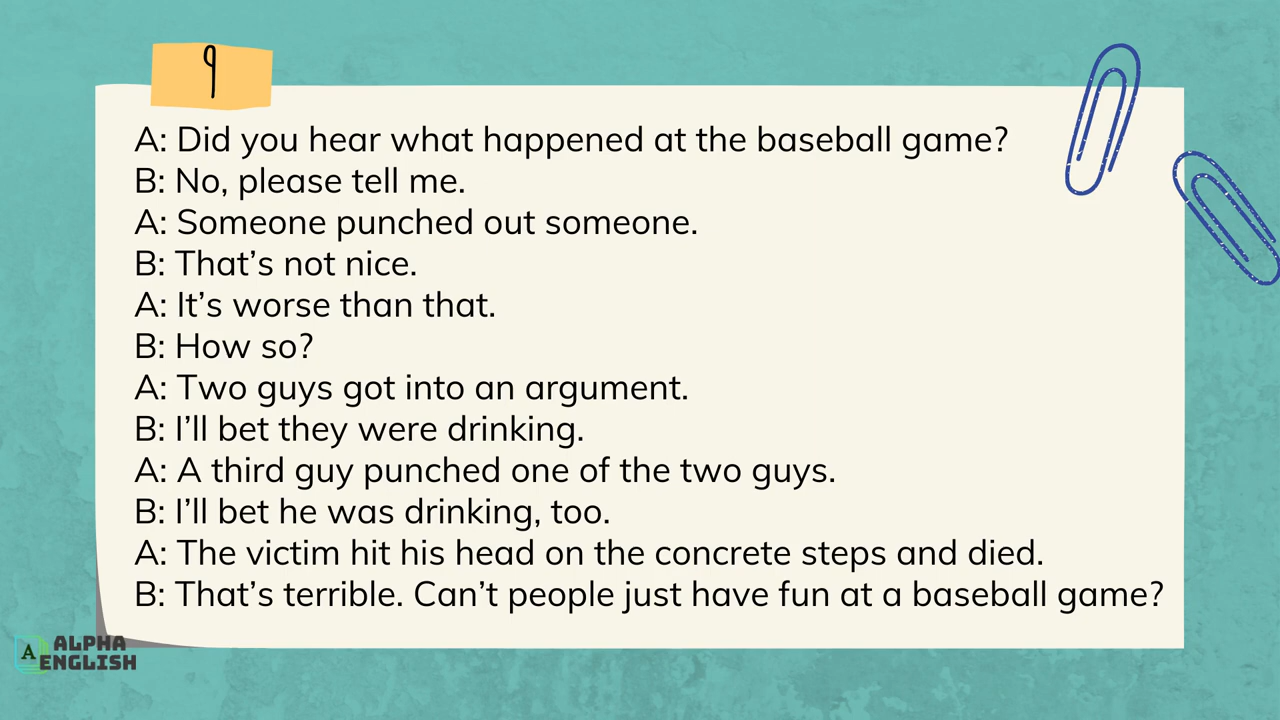 9
A: Did you hear what happened at the baseball game?
B: No, please tell me.
A: Someone punched out someone.
B: That’s not nice.
A: It’s worse than that.
B: How so?
A: Two guys got into an argument.
B: I’ll bet they were drinking.
A: A third guy punched one of the two guys.
B: I’ll bet he was drinking, too.
A: The victim hit his head on the concrete steps and died.
B: That’s terrible. Can’t people just have fun at a baseball game?
A
ALPHA
ENGLISH